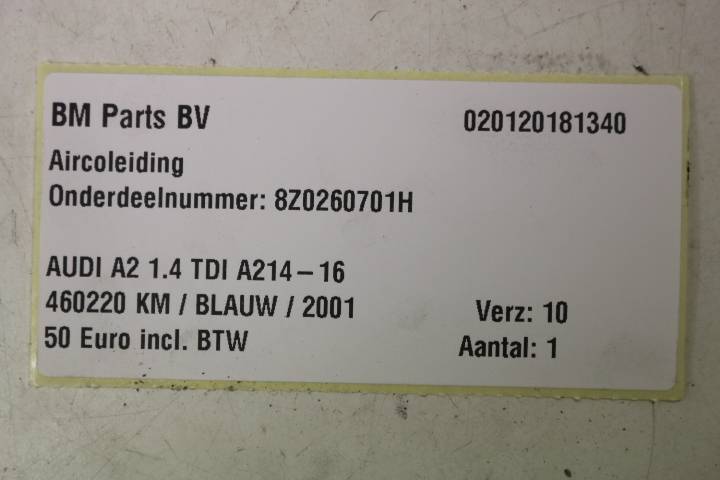 BM Parts BV 020120181340
Aircoleiding
Onderdeelnummer: 8Z0260701H
AUDI A2 1.4 TDI A214-16
460220 KM / BLAUW / 2001 Verz: 10
50 Euro incl. BTW Aantal: 1